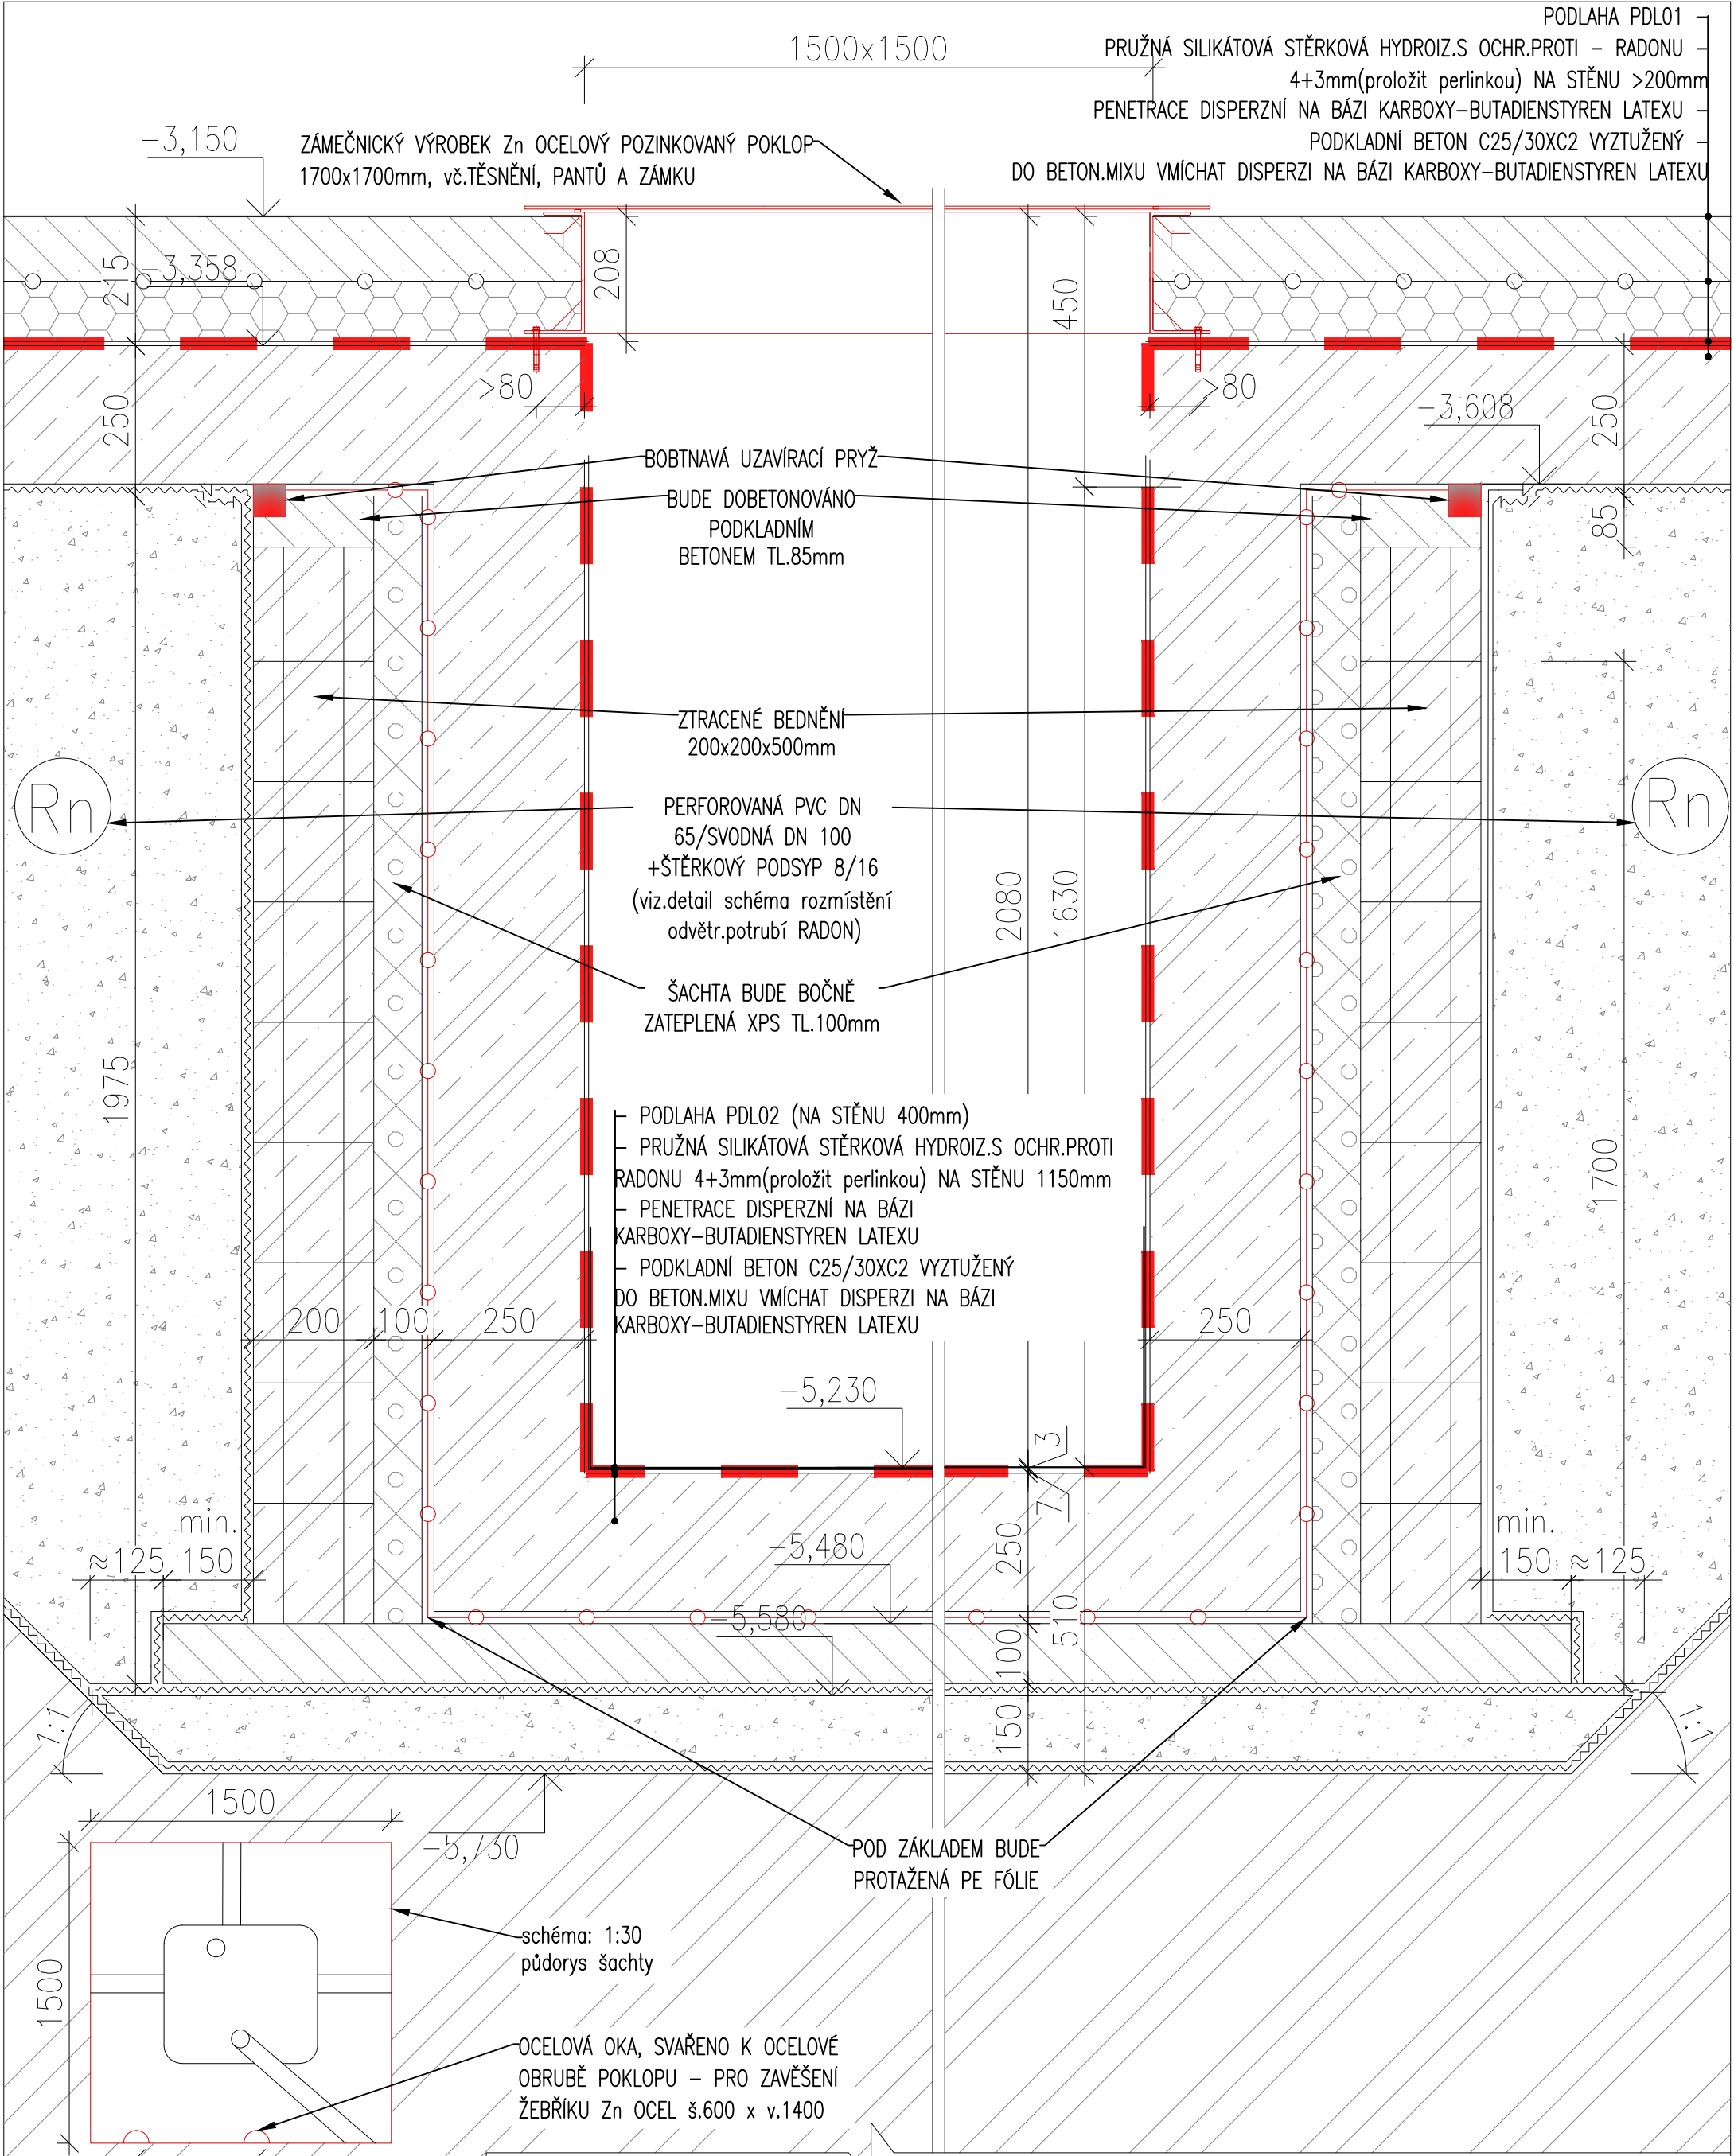 PODLAHA PDL01
1500x1500
PRUŽNÁ SILIKÁTOVÁ STĚRKOVÁ HYDROIZ.S OCHR.PROTI – RADONU
4+3mm(proložit perlinkou) NA STĚNU >200mm
PENETRACE DISPERZNÍ NA BÁZI KARBOXY–BUTADIENSTYREN LATEXU
PODKLADNÍ BETON C25/30XC2 VYZTUŽENÝ
DO BETON.MIXU VMÍCHAT DISPERZI NA BÁZI KARBOXY–BUTADIENSTYREN LATEXU
-3,150
ZÁMEČNICKÝ VÝROBEK Zn OCELOVÝ POZINKOVANÝ POKLOP
1700x1700mm, vč.TĚSNĚNÍ, PANTŮ A ZÁMKU
215
-3,358
208
450
250
>80
>80
-3,608
250
BOBTNAVÁ UZAVÍRACÍ PRYŽ
BUDE DOBETONOVÁNO
PODKLADNÍM
BETONEM TL.85mm
85
ZTRACENÉ BEDNĚNÍ
200x200x500mm
Rn
Rn
PERFOROVANÁ PVC DN
65/SVODNÁ DN 100
+ŠTĚRKOVÝ PODSYP 8/16
(viz.detail schéma rozmístění
odvětr.potrubí RADON)
2080
1630
ŠACHTA BUDE BOČNĚ
ZATEPLENÁ XPS TL.100mm
1975
1700
– PODLAHA PDL02 (NA STĚNU 400mm)
– PRUŽNÁ SILIKÁTOVÁ STĚRKOVÁ HYDROIZ.S OCHR.PROTI
RADONU 4+3mm(proložit perlinkou) NA STĚNU 1150mm
– PENETRACE DISPERZNÍ NA BÁZI
KARBOXY–BUTADIENSTYREN LATEXU
– PODKLADNÍ BETON C25/30XC2 VYZTUŽENÝ
DO BETON.MIXU VMÍCHAT DISPERZI NA BÁZI
KARBOXY–BUTADIENSTYREN LATEXU
200
100
250
250
-5,230
3
7
min.
≈125
150
-5,480
250
min.
150
≈125
-5,580
510
100
150
1:1
1:1
1500
-5,730
POD ZÁKLADEM BUDE
PROTAŽENÁ PE FÓLIE
schéma: 1:30
půdorys šachty
1500
OCELOVÁ OKA, SVAŘENO K OCELOVÉ
OBRUBĚ POKLOPU – PRO ZAVĚŠENÍ
ŽEBŘÍKU Zn OCEL š.600 x v.1400